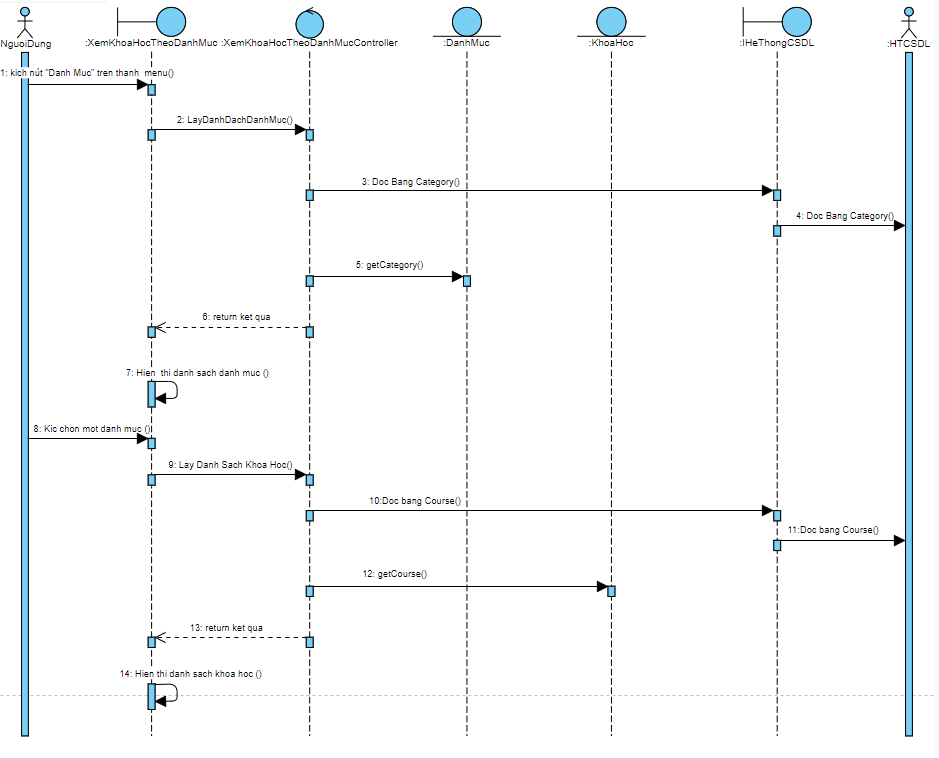 NguoiDung
:XemKhoaHocTheoDanhMuc
:XemKhoaHocTheoDanhMucController
:DanhMuc
:KhoaHoc
:IHeThongCSDL
:HTCSDL
1: kich nút "Danh Muc" tren thanh menu()
2: LayDanhDachDanhMuc()
3: Doc Bang Category()
4: Doc Bang Category()
5: getCategory()
6: return ket qua
7: Hien thi danh sach danh muc ()
8: Kic chon mot danh muc ()
9: Lay Danh Sach Khoa Hoc()
10:Doc bang Course()
11:Doc bang Course()
12: getCourse()
13: return ket qua
14: Hien thi danh sach khoa hoc ()